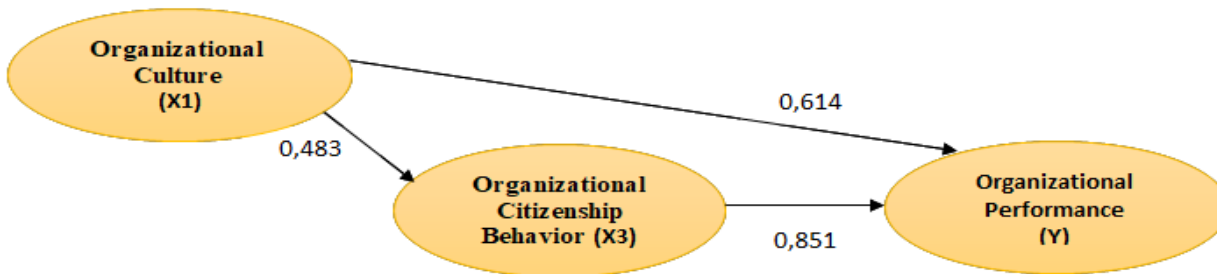 Organizational
Culture
(X1)
0,614
0,483
Organizational
Citizenship
Behavior (X3)
0,851
Organizational
Performance
(Y)